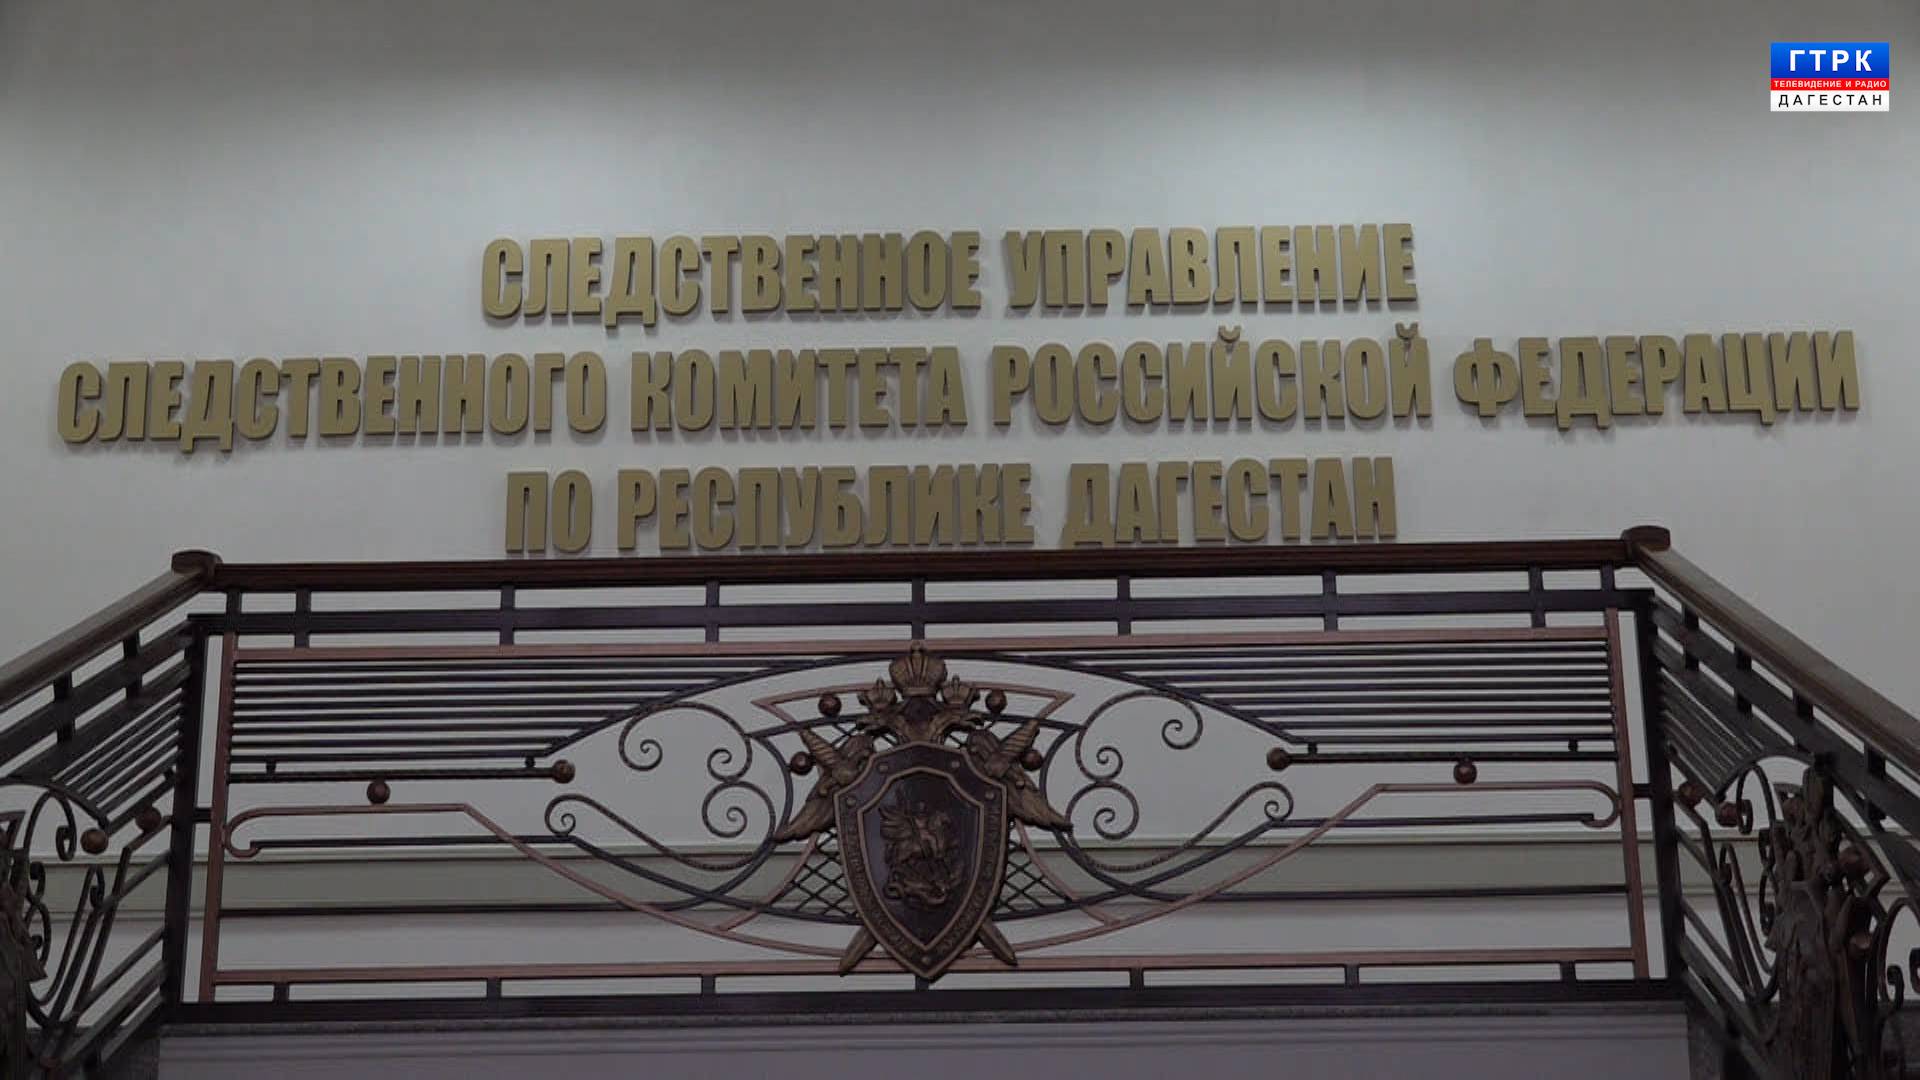 ГТРК
ТЕЛЕВИДЕНИЕ И РАДИО
ДАГЕСТАН
СЛЕДСТВЕННОЕ УПРАВЛЕНИЕ
СЛЕДСТВЕННОГО КОМИТЕТА РОССИЙСКОЙ ФЕДЕРАЦИИ
ПО РЕСПУБЛИКЕ ДАГЕСТАН